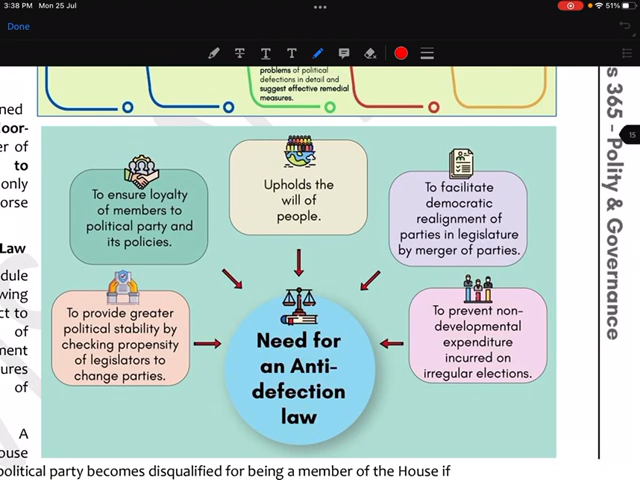 3:38 PM Mon 25 Jul
51%
Done
problems of political
defections in detail and
suggest effective remedial
measures.
ned
oor-
er of
to
only
orse
Law
dule
wing
ct to
of
ment
ures
of
A
ouse
To ensure loyalty
of members to
political party and
its policies.
Upholds the
will of
people.
To facilitate
democratic
realignment of
parties in legislature
by merger of parties.
To provide greater
political stability by
checking propensity
of legislators to
change parties.
Need for
an Anti-
defection
law
To prevent non-
developmental
expenditure
incurred on
irregular elections.
political party becomes disqualified for being a member of the House if
s 365 – Polity & Governance
15